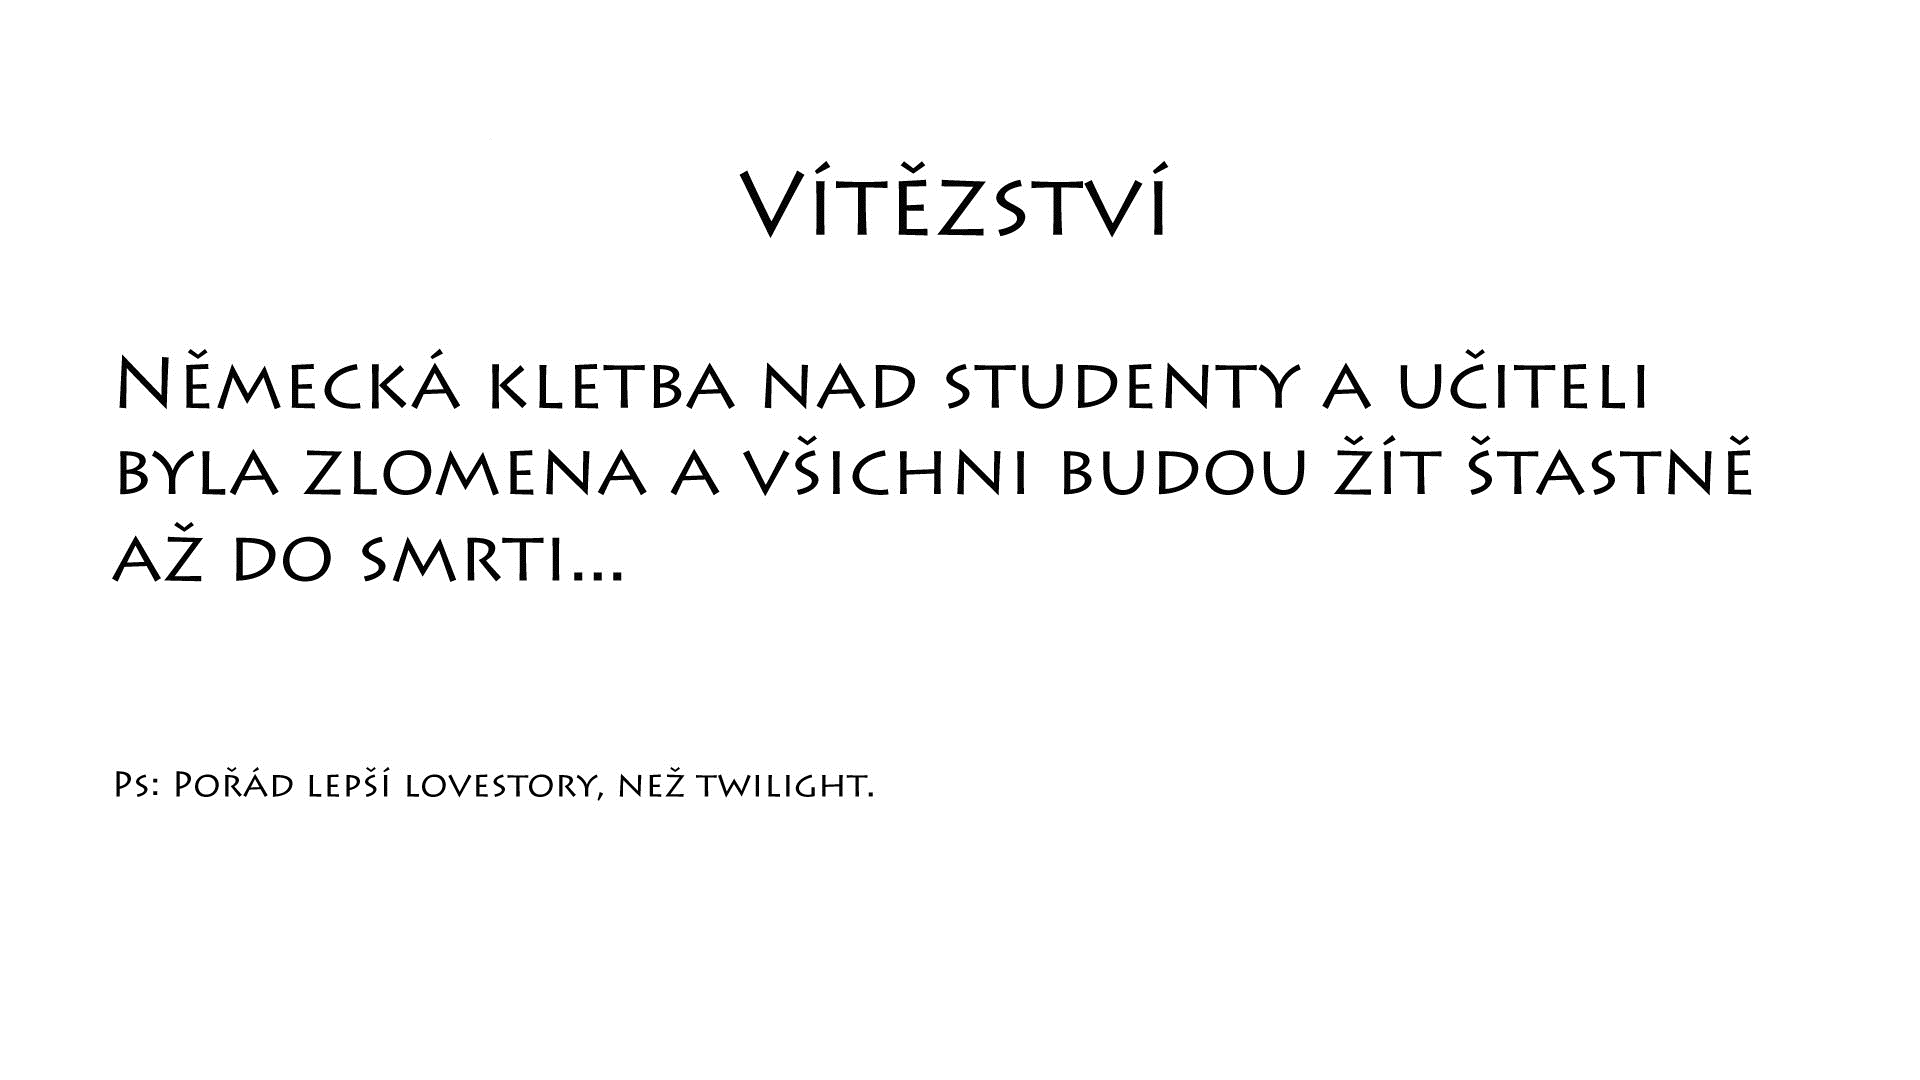 Vítězství
Německá kletba nad studenty a učiteli
byla zlomena a všichni budou žít štastně
až do smrti...
Ps: Pořád lepší lovestory, než twilight.